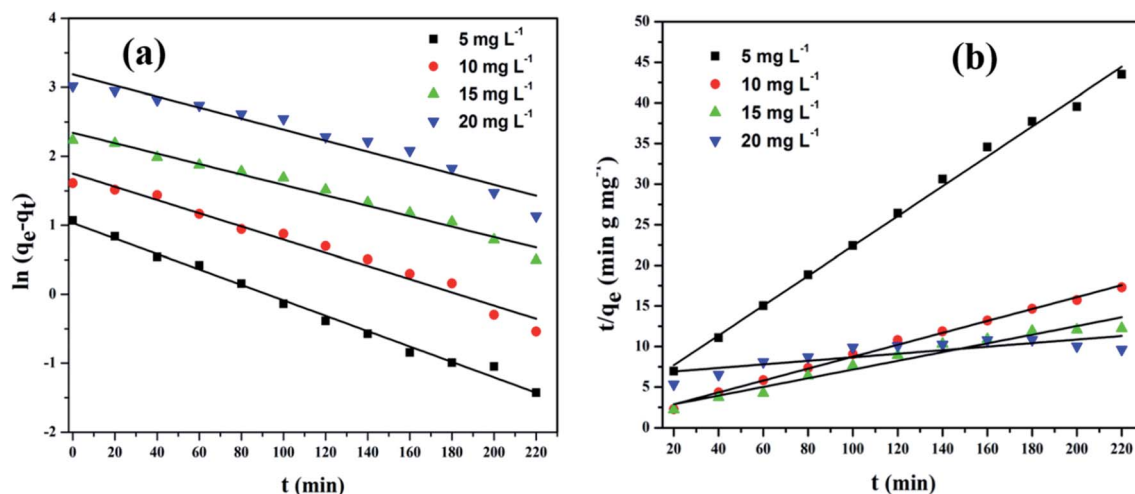 (a)
5 mg L⁻¹
10 mg L⁻¹
15 mg L⁻¹
20 mg L⁻¹
ln (qₑ-qₜ)
4
3
2
1
0
-1
-2
0 20 40 60 80 100 120 140 160 180 200 220
t (min)
(b)
5 mg L⁻¹
10 mg L⁻¹
15 mg L⁻¹
20 mg L⁻¹
t/qₑ (min g mg⁻¹)
50
45
40
35
30
25
20
15
10
5
0
20 40 60 80 100 120 140 160 180 200 220
t (min)